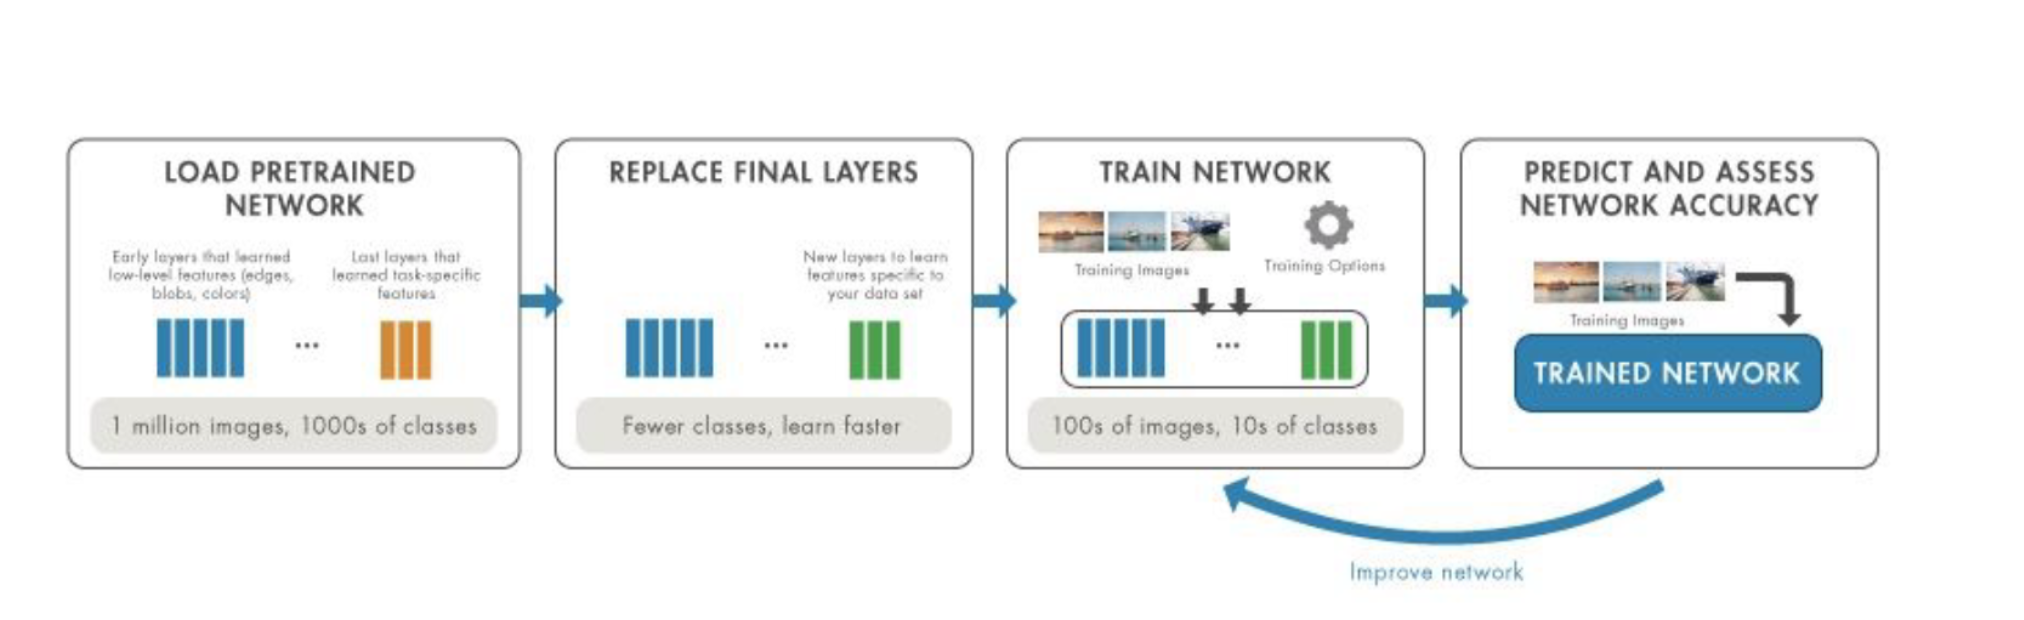 LOAD PRETRAINED
NETWORK
Early layers that learned
low-level features (edges,
blobs, colors)
Last layers that
learned task-specific
features
...
1 million images, 1000s of classes
REPLACE FINAL LAYERS
New layers to learn
features specific to
your data set
...
Fewer classes, learn faster
TRAIN NETWORK
Training Images
Training Options
...
100s of images, 10s of classes
PREDICT AND ASSESS
NETWORK ACCURACY
Training Images
TRAINED NETWORK
Improve network